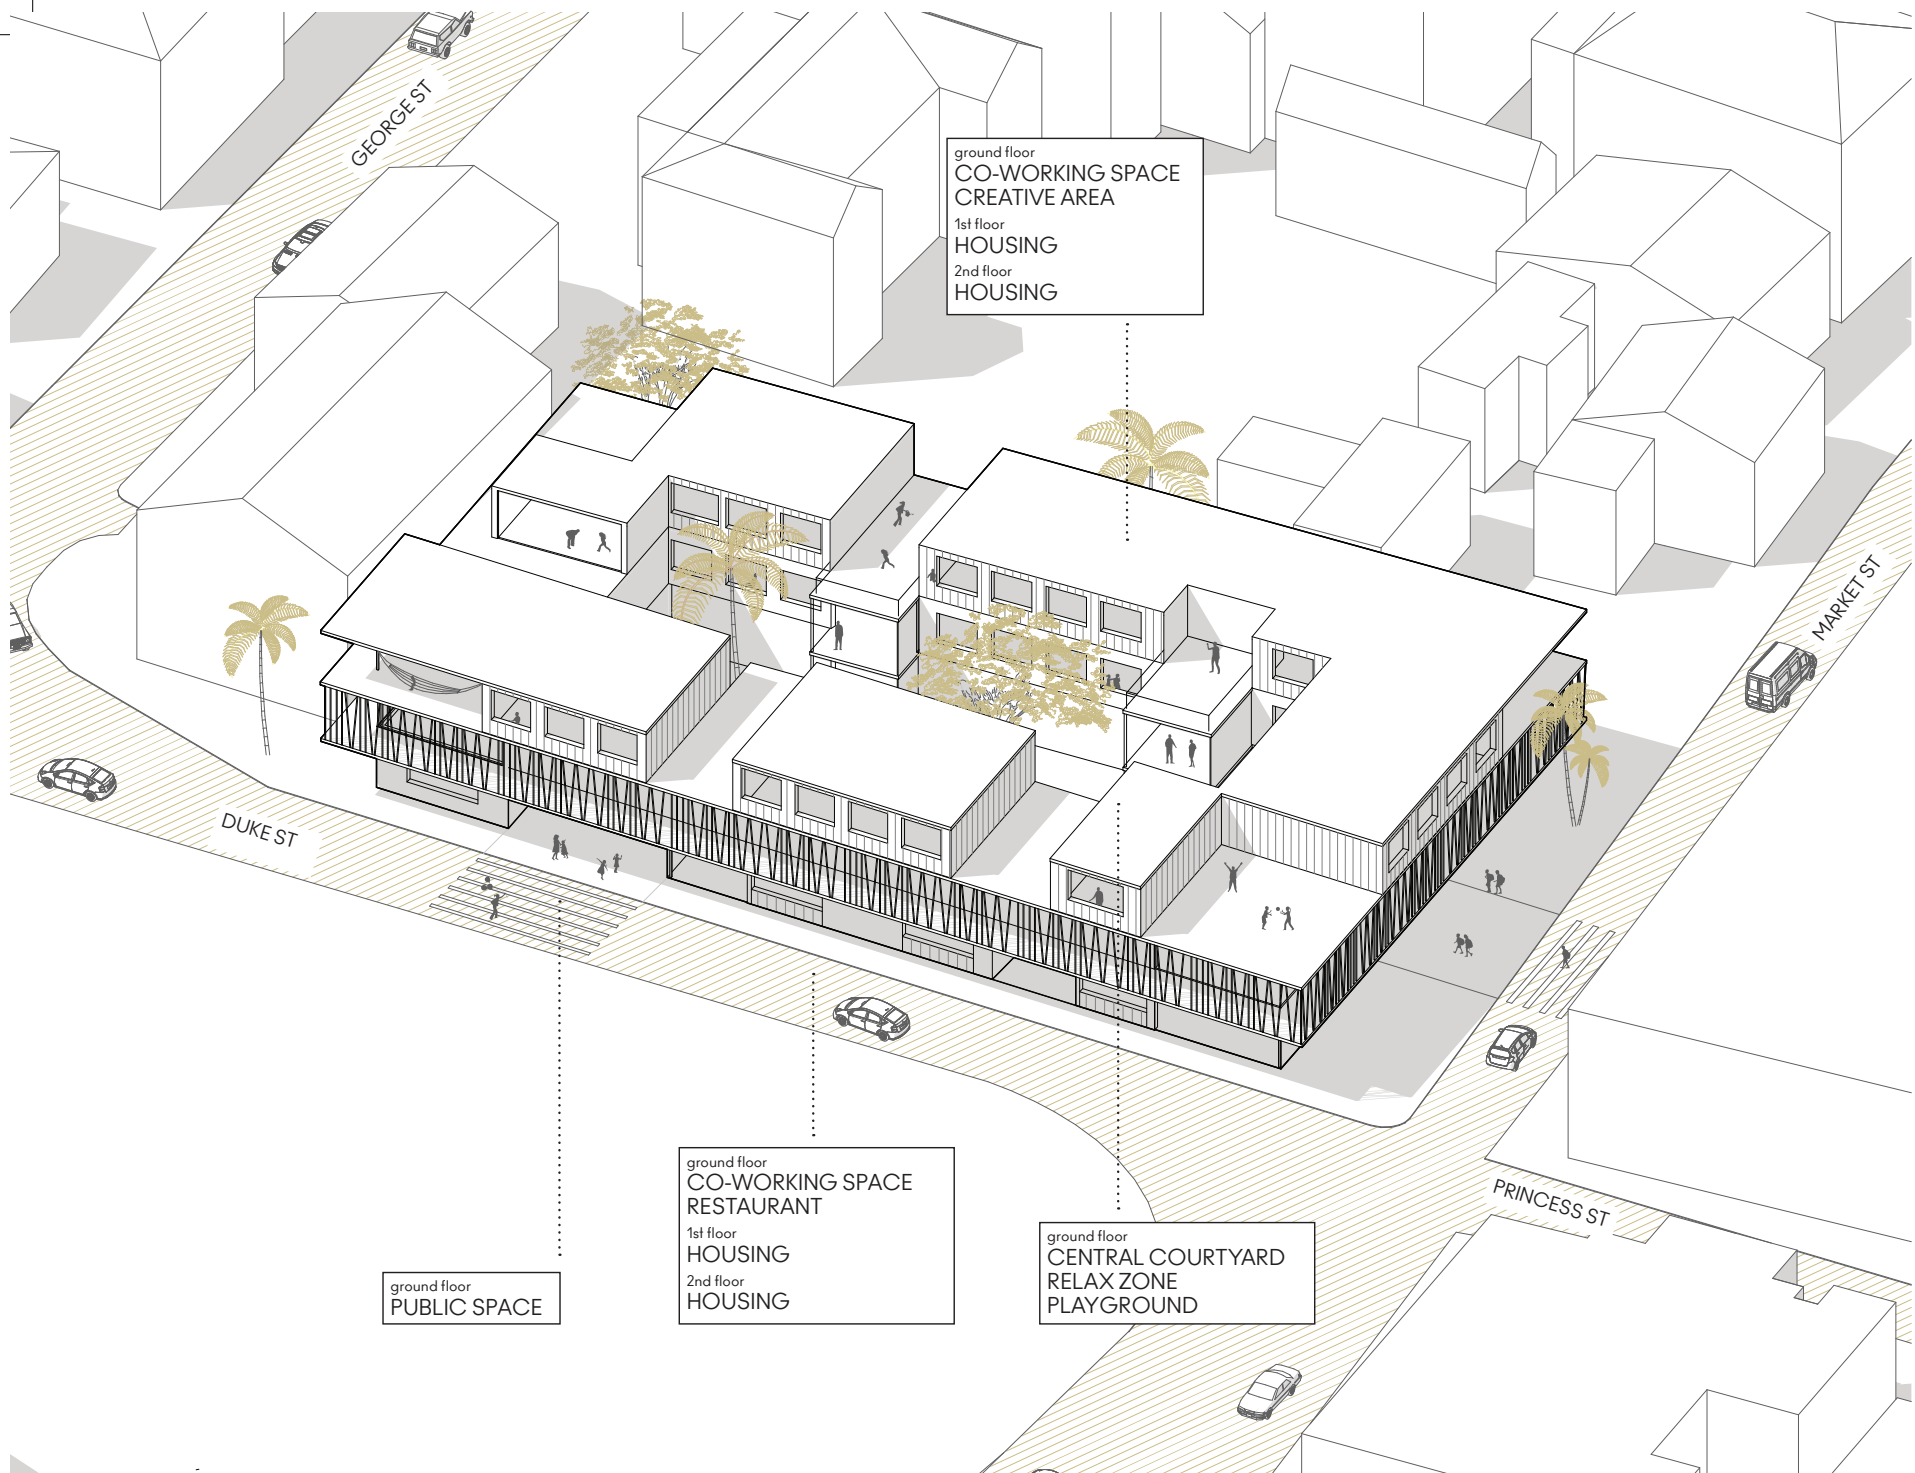 GEORGE ST
ground floor
CO-WORKING SPACE
CREATIVE AREA
1st floor
HOUSING
2nd floor
HOUSING
MARKET ST
DUKE ST
ground floor
CO-WORKING SPACE
RESTAURANT
1st floor
HOUSING
2nd floor
HOUSING
PRINCESS ST
ground floor
CENTRAL COURTYARD
RELAX ZONE
PLAYGROUND
ground floor
PUBLIC SPACE